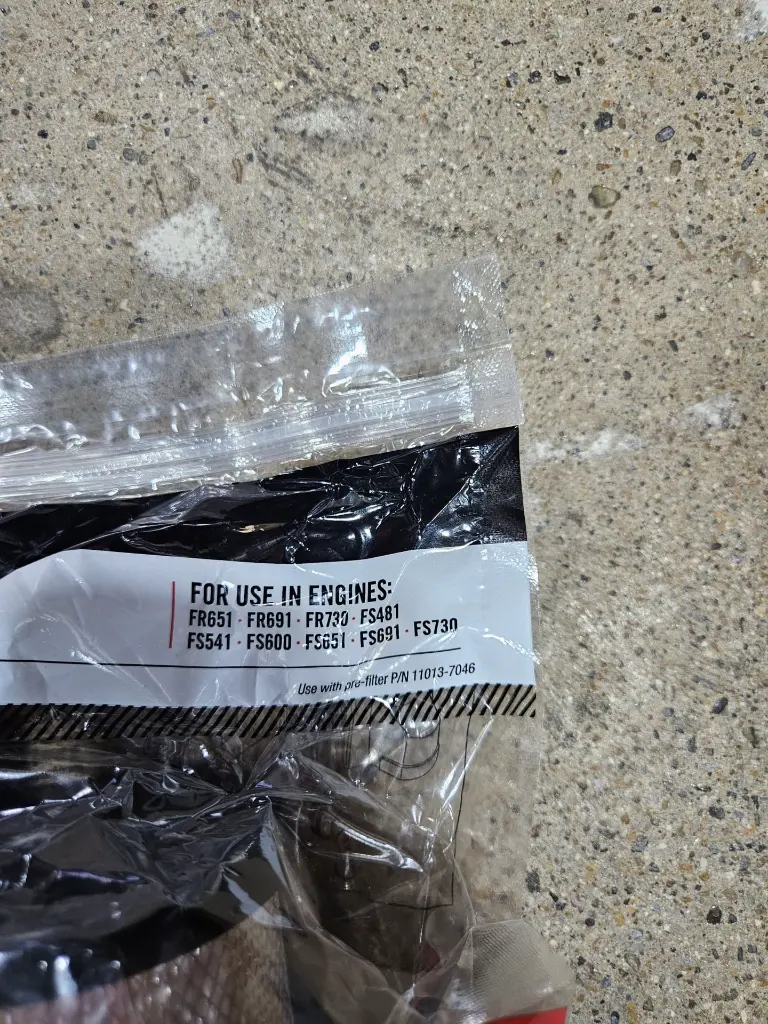 FOR USE IN ENGINES:
FR651 · FR691 · FR730 · FS481
FS541 · FS600 · FS651 · FS691 · FS730
Use with pre-filter P/N 11013-7046